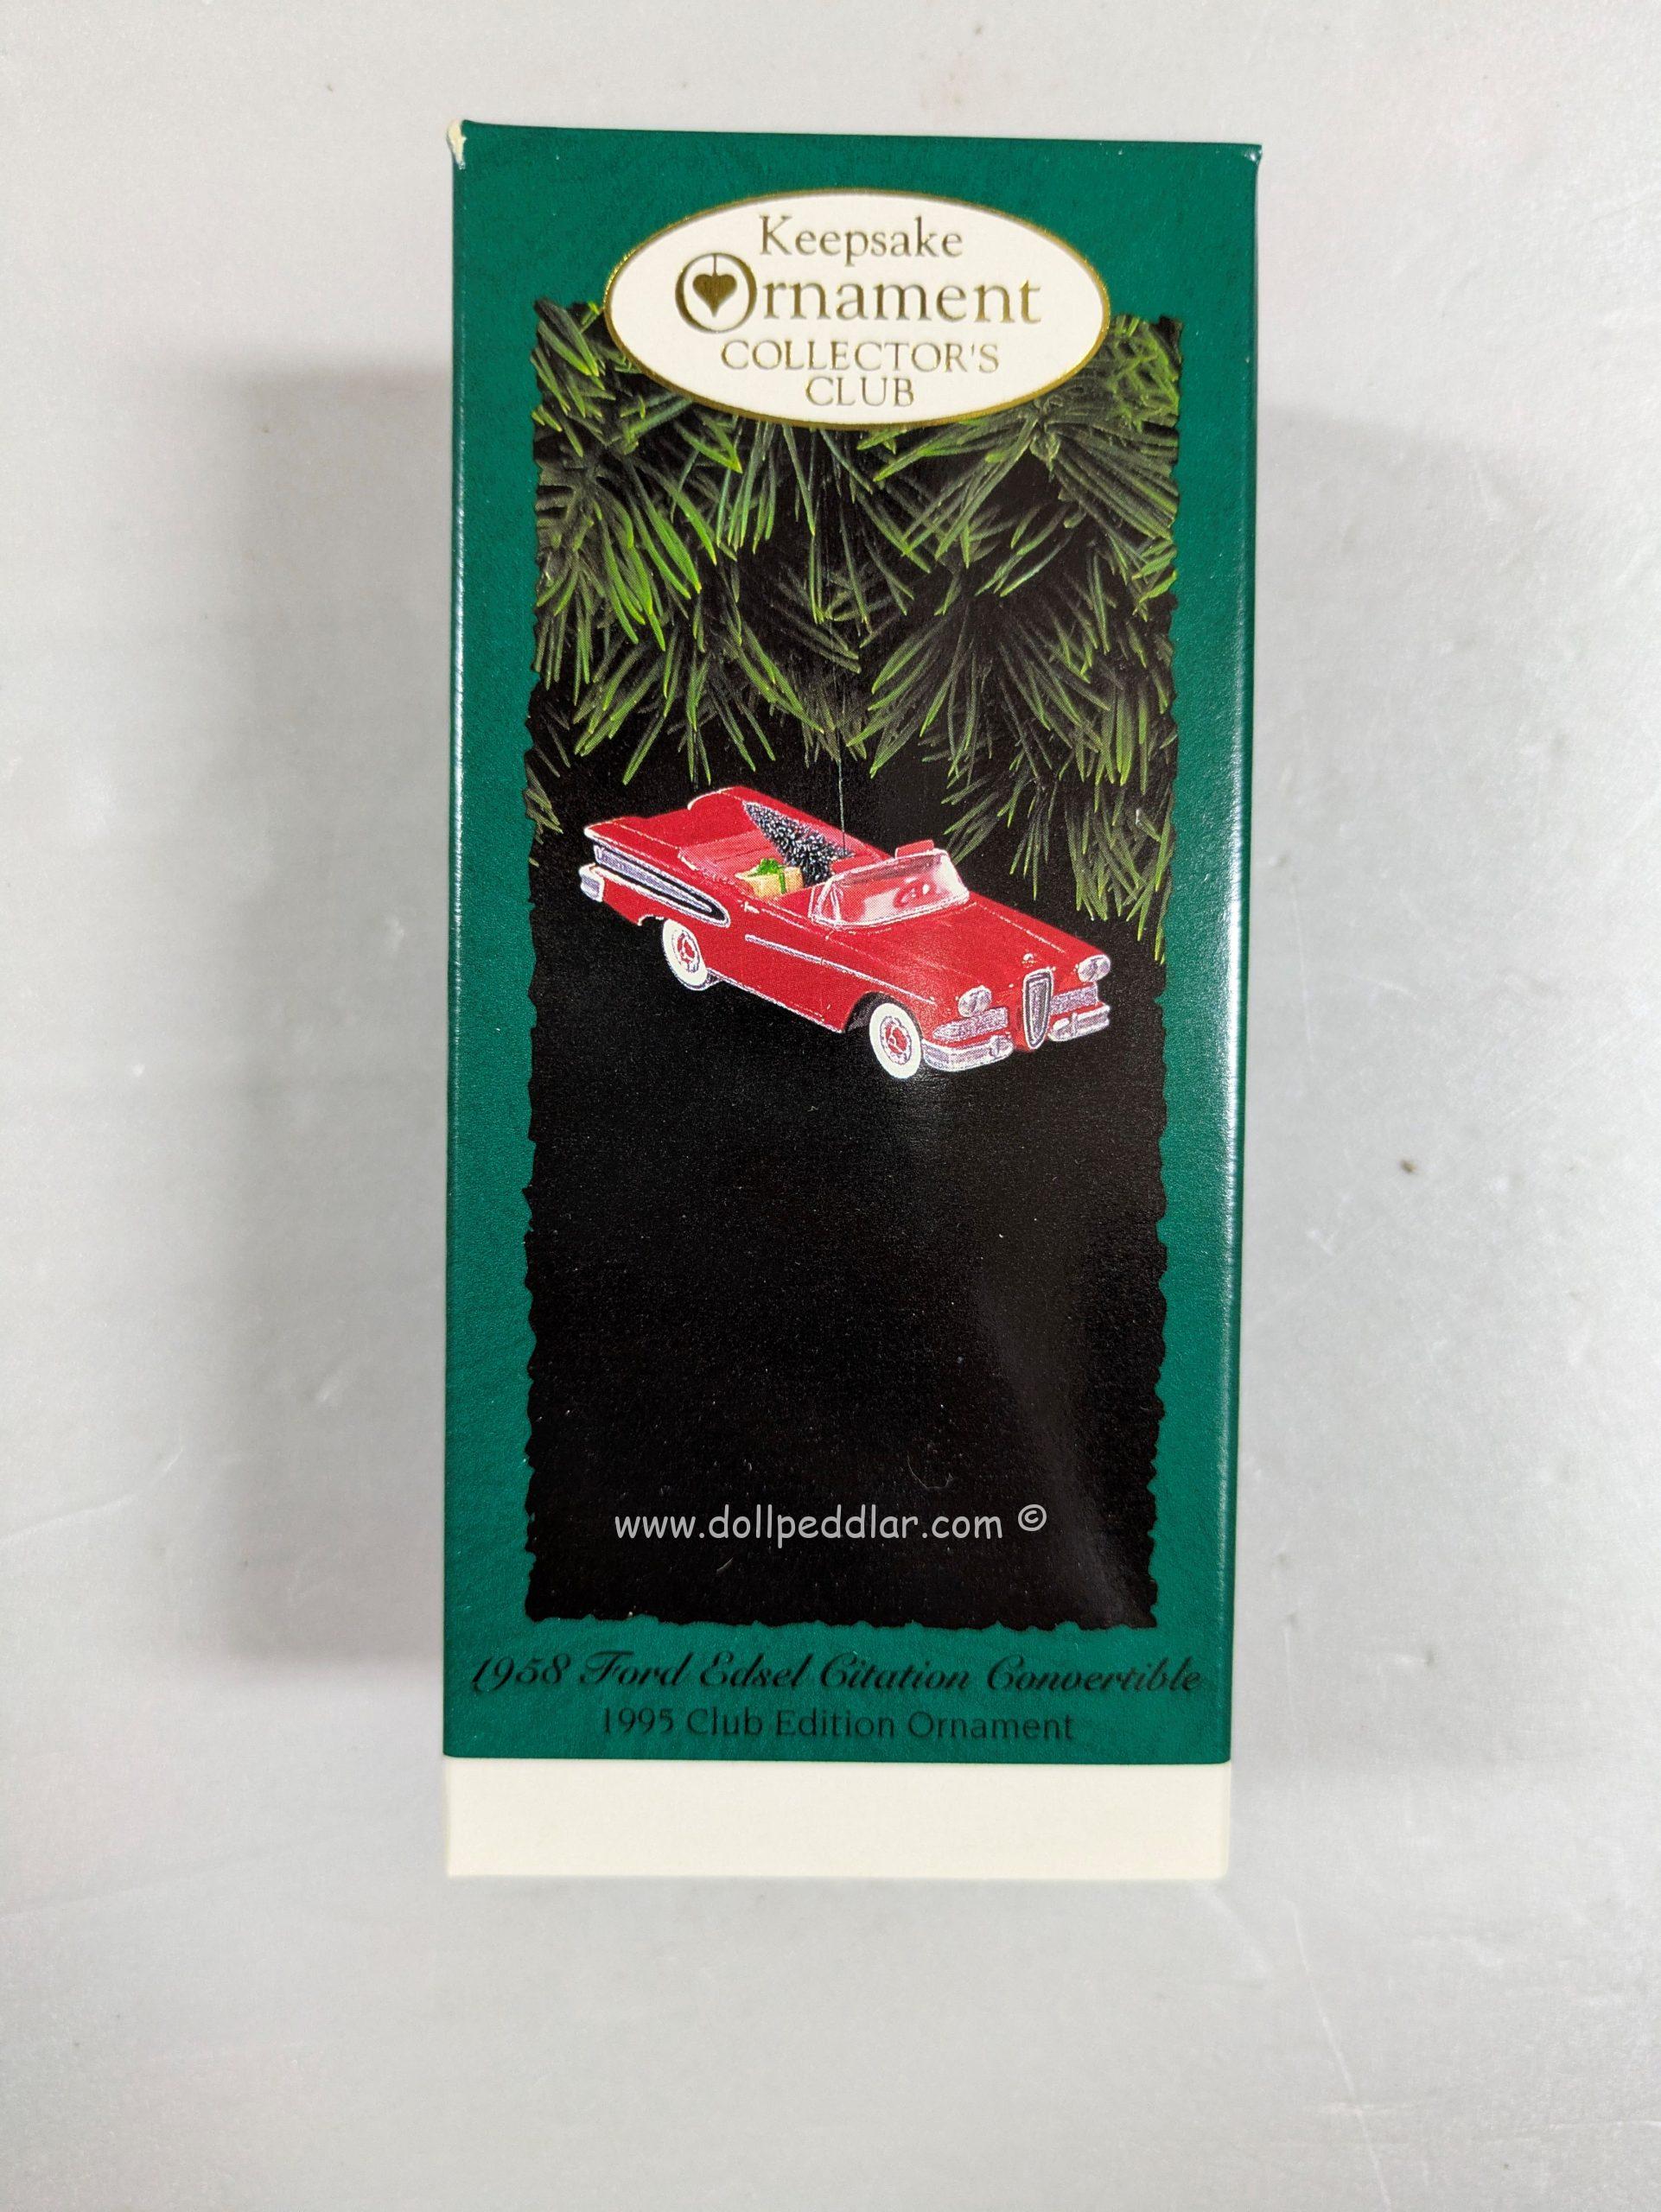 Keepsake
Ornament
COLLECTOR'S
CLUB
www.dollpeddlar.com ©
1958 Ford Edsel Citation Convertible
1995 Club Edition Ornament